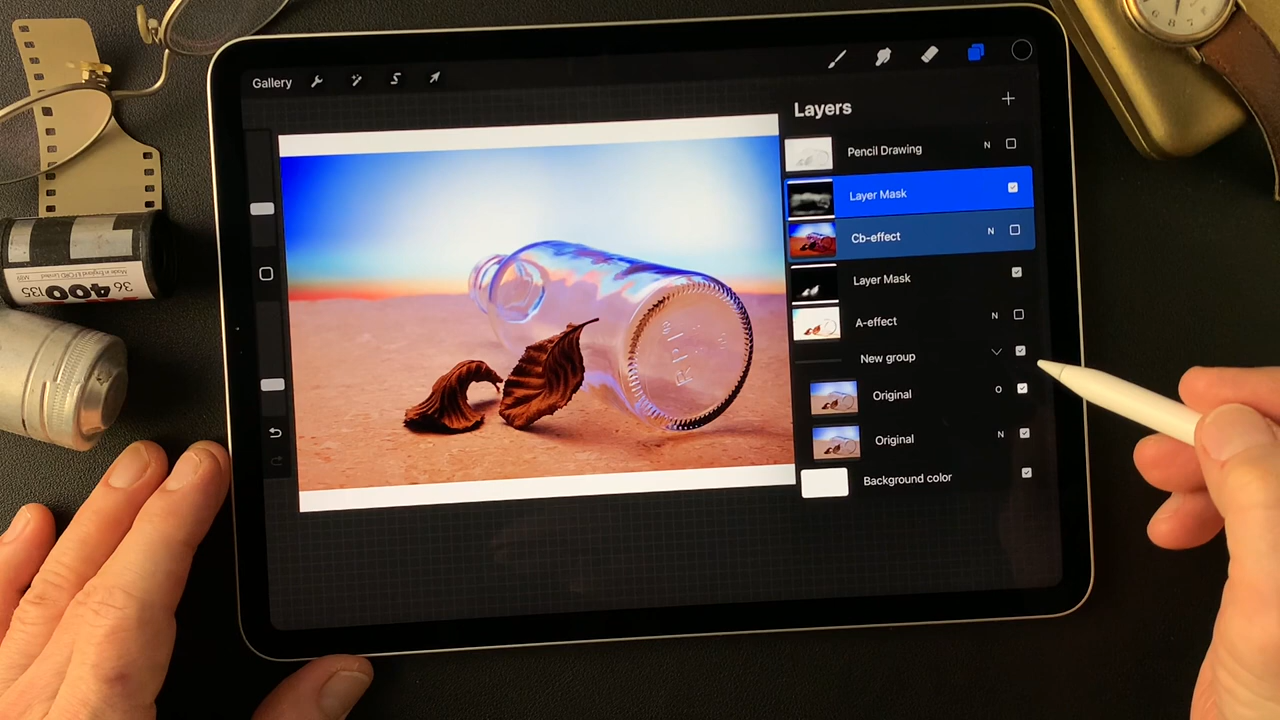 Gallery
Layers
Pencil Drawing N
Layer Mask
Cb-effect N
Layer Mask
A-effect N
New group
Original O
Original N
Background color
36
400
135